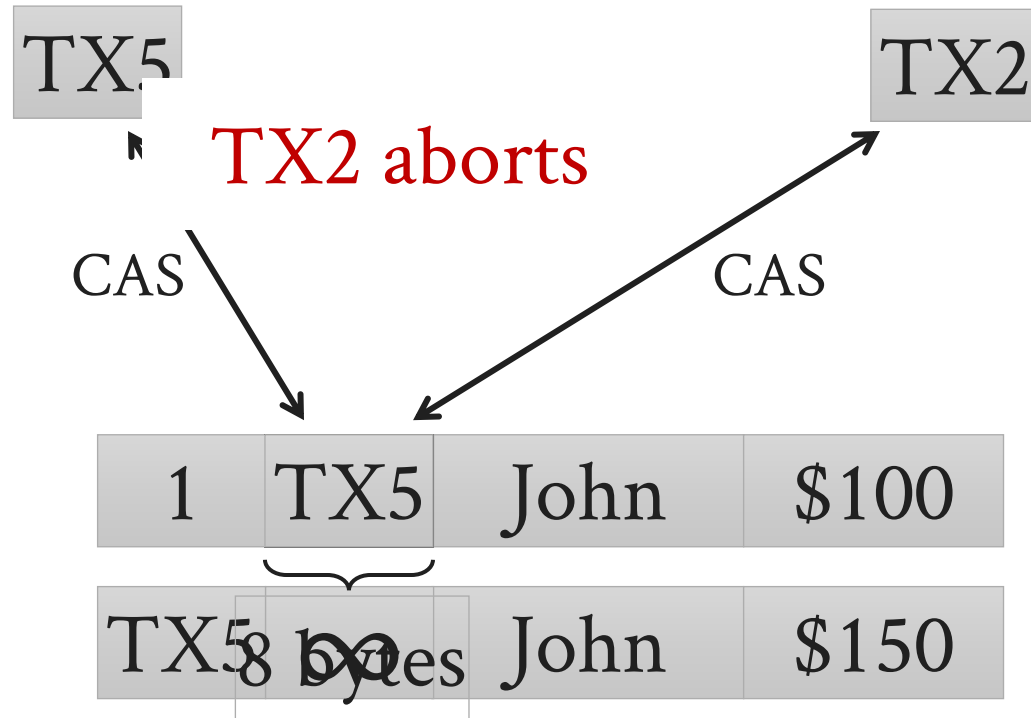 TX5 TX2
TX2 aborts
CAS CAS
1 TX5 John $100
TX5 ∞ John $150
8 bytes